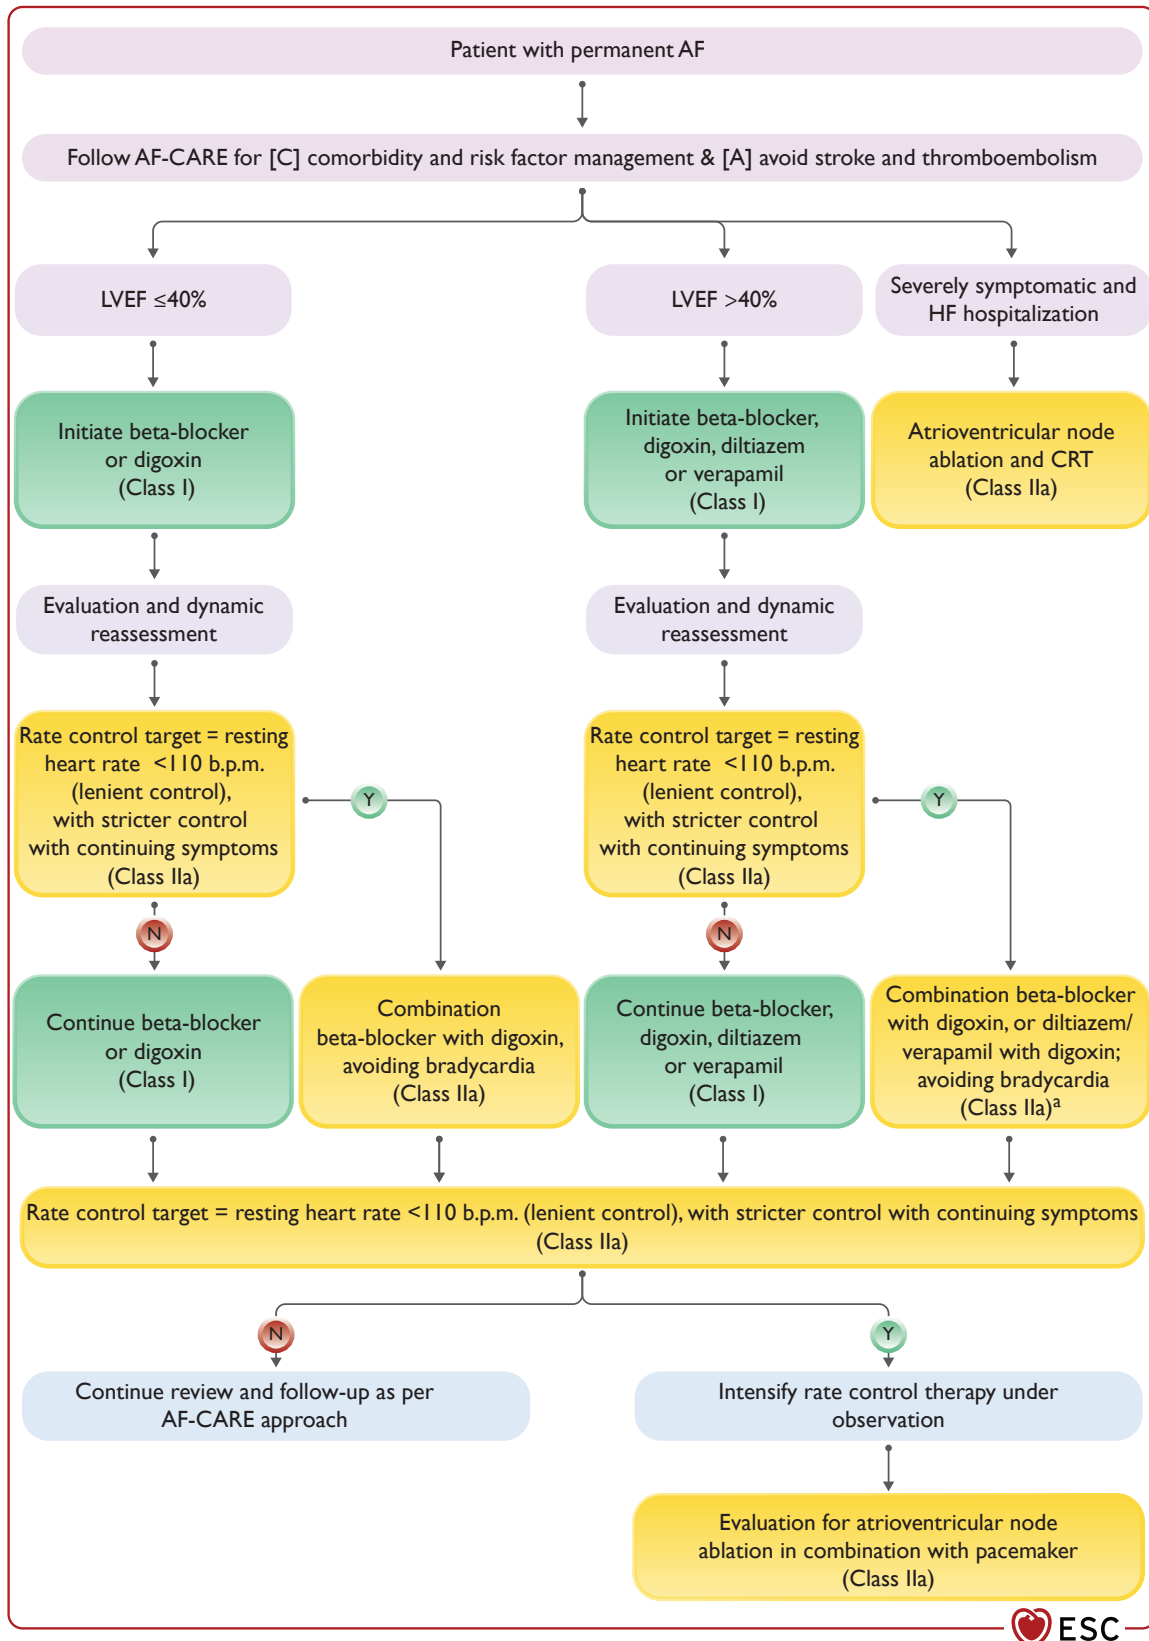 Patient with permanent AF
Follow AF-CARE for [C] comorbidity and risk factor management & [A] avoid stroke and thromboembolism
LVEF ≤40%
LVEF >40%
Severely symptomatic and
HF hospitalization
Initiate beta-blocker
or digoxin
(Class I)
Initiate beta-blocker,
digoxin, diltiazem
or verapamil
(Class I)
Atrioventricular node
ablation and CRT
(Class IIa)
Evaluation and dynamic
reassessment
Evaluation and dynamic
reassessment
Rate control target = resting
heart rate <110 b.p.m.
(lenient control),
with stricter control
with continuing symptoms
(Class IIa)
Y
Rate control target = resting
heart rate <110 b.p.m.
(lenient control),
with stricter control
with continuing symptoms
(Class IIa)
Y
N
N
Continue beta-blocker
or digoxin
(Class I)
Combination
beta-blocker with digoxin,
avoiding bradycardia
(Class IIa)
Continue beta-blocker,
digoxin, diltiazem
or verapamil
(Class I)
Combination beta-blocker
with digoxin, or diltiazem/
verapamil with digoxin;
avoiding bradycardia
(Class IIa)ª
Rate control target = resting heart rate <110 b.p.m. (lenient control), with stricter control with continuing symptoms
(Class IIa)
N
Y
Continue review and follow-up as per
AF-CARE approach
Intensify rate control therapy under
observation
Evaluation for atrioventricular node
ablation in combination with pacemaker
(Class IIa)
ESC